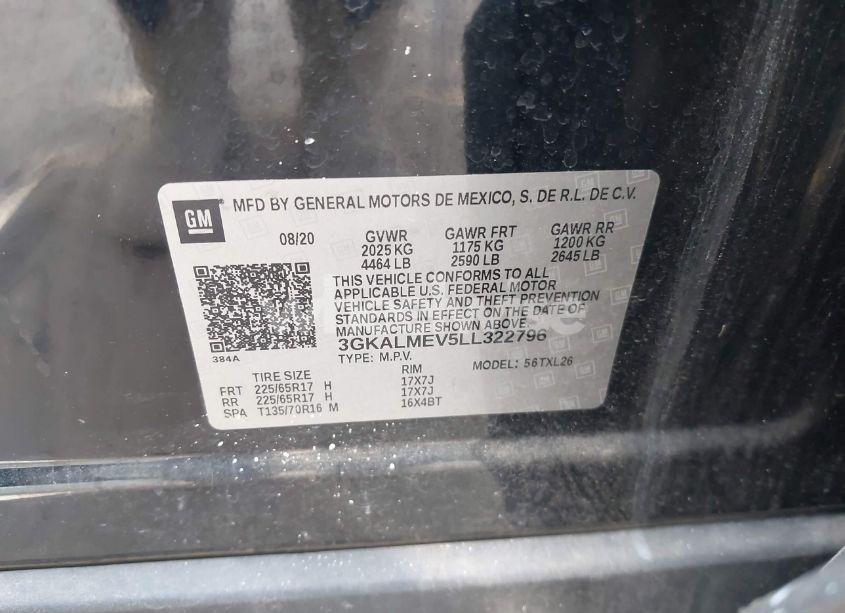 GM MFD BY GENERAL MOTORS DE MEXICO, S. DE R.L. DE C.V.
08/20 GVWR GAWR FRT GAWR RR
2025 KG 1175 KG 1200 KG
4464 LB 2590 LB 2645 LB
THIS VEHICLE CONFORMS TO ALL
APPLICABLE U.S. FEDERAL MOTOR
VEHICLE SAFETY AND THEFT PREVENTION
STANDARDS IN EFFECT ON THE DATE OF
MANUFACTURE SHOWN ABOVE.
384A
3GKALMEV5LL322796
TYPE: M.P.V. MODEL: 56TXL26
TIRE SIZE RIM
FRT 225/65R17 H 17X7J
RR 225/65R17 H 17X7J
SPA T135/70R16 M 16X4BT